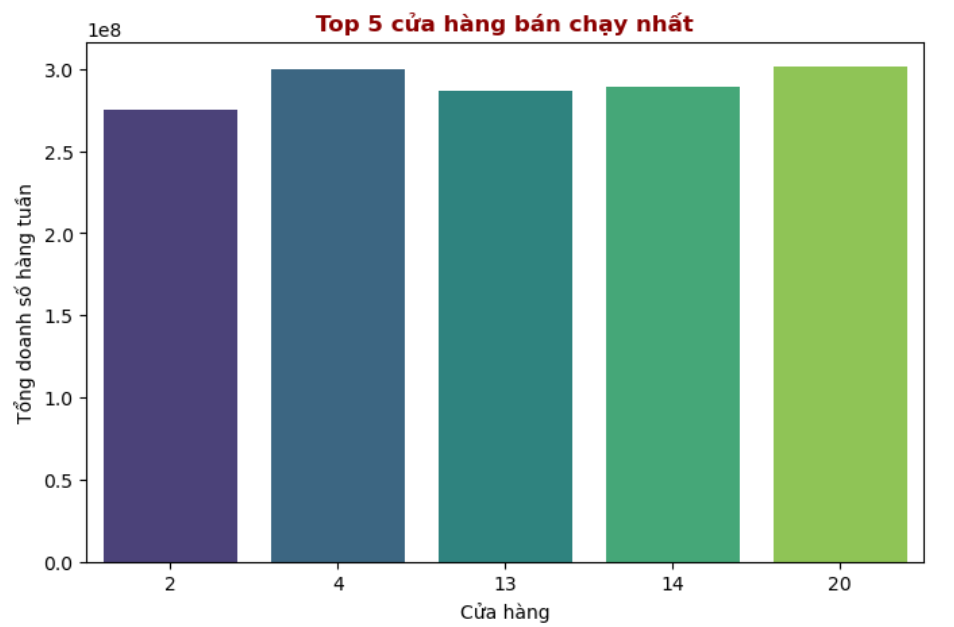 Top 5 cửa hàng bán chạy nhất
1e8
3.0
2.5
2.0
1.5
1.0
0.5
0.0
Tổng doanh số hàng tuần
2 4 13 14 20
Cửa hàng